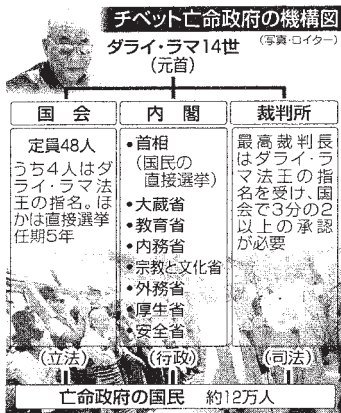 チベット亡命政府の機構図
(写真・ロイター)
ダライ・ラマ14世
(元首)
国会
定員48人
うち4人はダ
ライ・ラマ法
王の指名。ほ
かは直接選挙
任期5年
(立法)
内閣
•首相
(国民の
直接選挙)
•大蔵省
•教育省
•内務省
•宗教と文化省
•外務省
•厚生省
•安全省
(行政)
裁判所
最高裁判長
はダライ・ラ
マ法王の指
名を受け、国
会で3分の2
以上の承認
が必要
(司法)
亡命政府の国民 約12万人